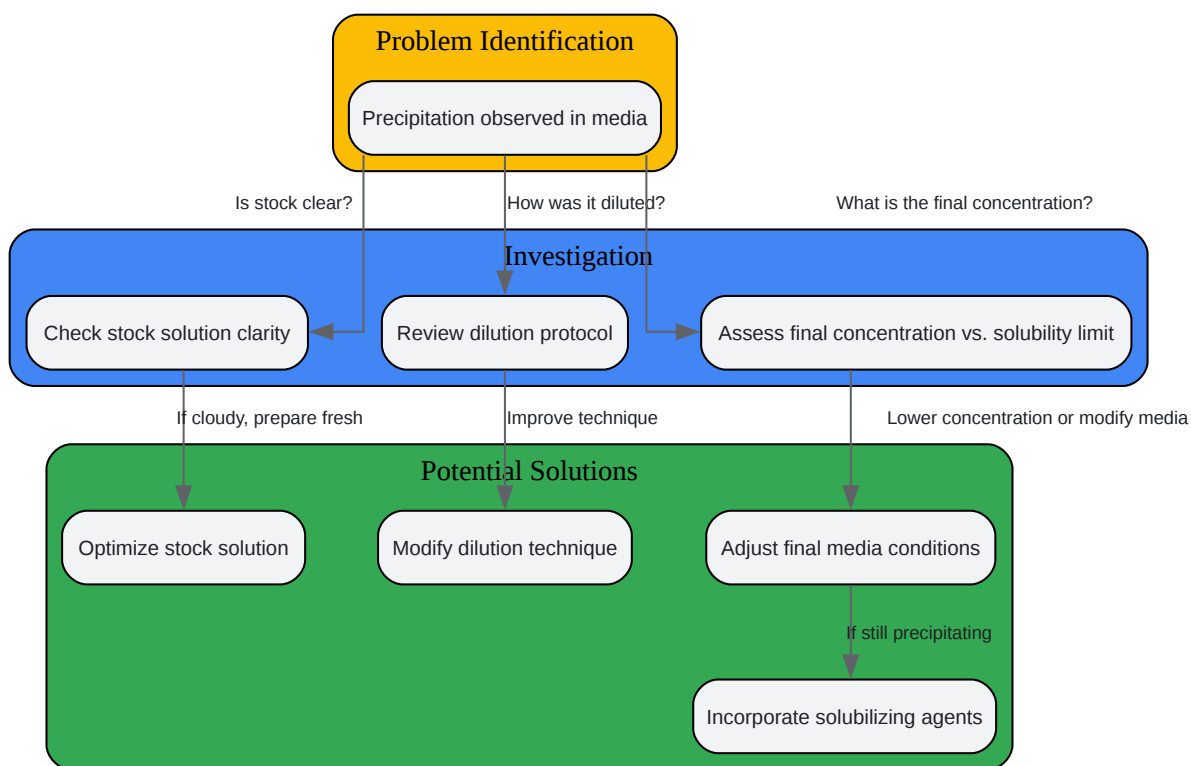 Problem Identification
Precipitation observed in media
Is stock clear?
How was it diluted?
What is the final concentration?
Investigation
Check stock solution clarity
Review dilution protocol
Assess final concentration vs. solubility limit
If cloudy, prepare fresh
Improve technique
Lower concentration or modify media
Potential Solutions
Optimize stock solution
Modify dilution technique
Adjust final media conditions
If still precipitating
Incorporate solubilizing agents